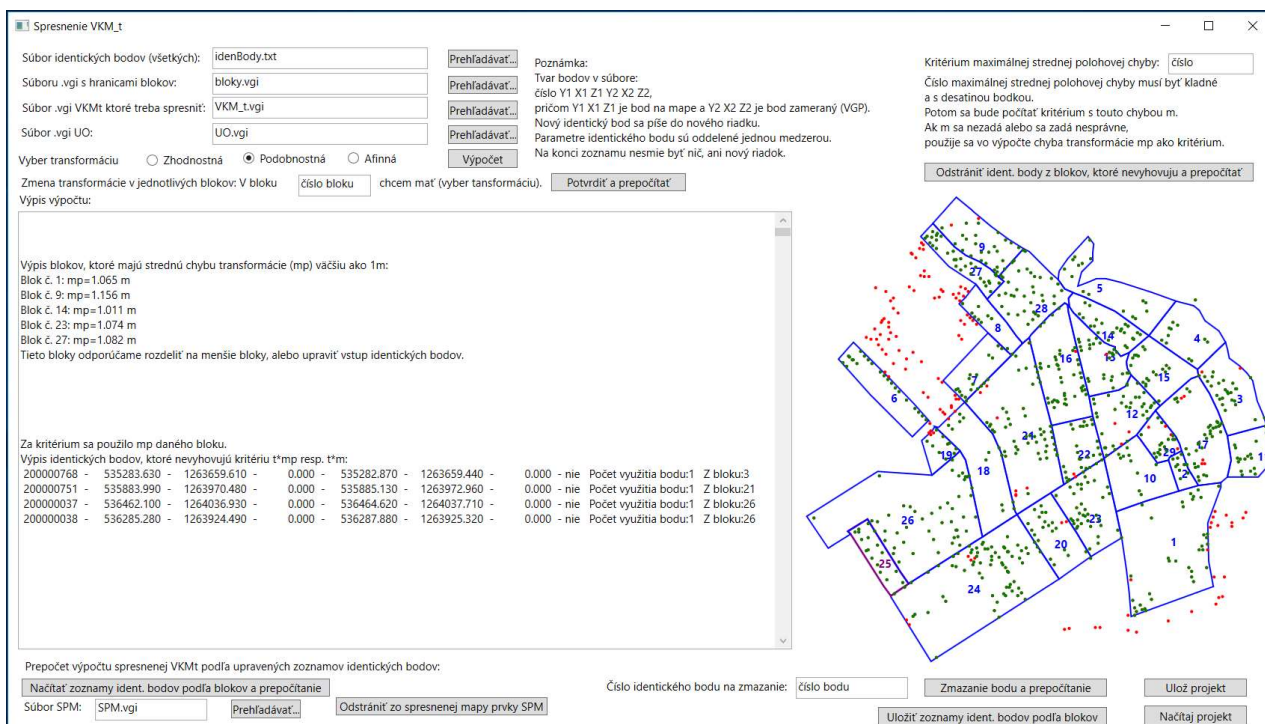 Spresnenie VKM_t
Súbor identických bodov (všetkých): idenBody.txt Prehľadávať...
Súboru .vgi s hranicami blokov: bloky.vgi Prehľadávať...
Súbor .vgi VKMt ktoré treba spresniť: VKM_t.vgi Prehľadávať...
Súbor .vgi UO: UO.vgi Prehľadávať...
Vyber transformáciu Zhodnostná Podobnostná Afinná Výpočet
Poznámka:
Tvar bodov v súbore:
číslo Y1 X1 Z1 Y2 X2 Z2,
pričom Y1 X1 Z1 je bod na mape a Y2 X2 Z2 je bod zameraný (VGP).
Nový identický bod sa píše do nového riadku.
Parametre identického bodu sú oddelené jednou medzerou.
Na konci zoznamu nesmie byť nič, ani nový riadok.
Kritérium maximálnej strednej polohovej chyby: číslo
Číslo maximálnej strednej polohovej chyby musí byť kladné
a s desatinou bodkou.
Potom sa bude počítať kritérium s touto chybou m.
Ak m sa nezadá alebo sa zadá nesprávne,
použije sa vo výpočte chyba transformácie mp ako kritérium.
Zmena transformácie v jednotlivých blokov: V bloku číslo bloku chcem mať (vyber tansformáciu). Potvrdiť a prepočítať
Odstrániť ident. body z blokov, ktoré nevyhovuju a prepočítať
Výpis výpočtu:
Výpis blokov, ktoré majú strednú chybu transformácie (mp) väčšiu ako 1m:
Blok č. 1: mp=1.065 m
Blok č. 9: mp=1.156 m
Blok č. 14: mp=1.011 m
Blok č. 23: mp=1.074 m
Blok č. 27: mp=1.082 m
Tieto bloky odporúčame rozdeliť na menšie bloky, alebo upraviť vstup identických bodov.
Za kritérium sa použilo mp daného bloku.
Výpis identických bodov, ktoré nevyhovujú kritériu t*mp resp. t*m:
200000768 - 535283.630 - 1263659.610 - 0.000 - 535282.870 - 1263659.440 - 0.000 - nie Počet využitia bodu:1 Z bloku:3
200000751 - 535883.990 - 1263970.480 - 0.000 - 535884.130 - 1263972.960 - 0.000 - nie Počet využitia bodu:1 Z bloku:21
200000037 - 536462.100 - 1264036.930 - 0.000 - 536464.620 - 1264037.710 - 0.000 - nie Počet využitia bodu:1 Z bloku:26
200000038 - 536285.280 - 1263924.490 - 0.000 - 536287.880 - 1263925.320 - 0.000 - nie Počet využitia bodu:1 Z bloku:26
9
27
5
28
8
14
4
16
13
7
15
6
3
12
21
17
19
22
29
11
18
10
2
26
23
20
1
25
24
Prepočet výpočtu spresnenej VKMt podľa upravených zoznamov identických bodov:
Načítať zoznamy ident. bodov podľa blokov a prepočítanie
Číslo identického bodu na zmazanie: číslo bodu Zmazanie bodu a prepočítanie Ulož projekt
Súbor SPM: SPM.vgi Prehľadávať... Odstrániť zo spresnenej mapy prvky SPM
Uložiť zoznamy ident. bodov podľa blokov Načítaj projekt